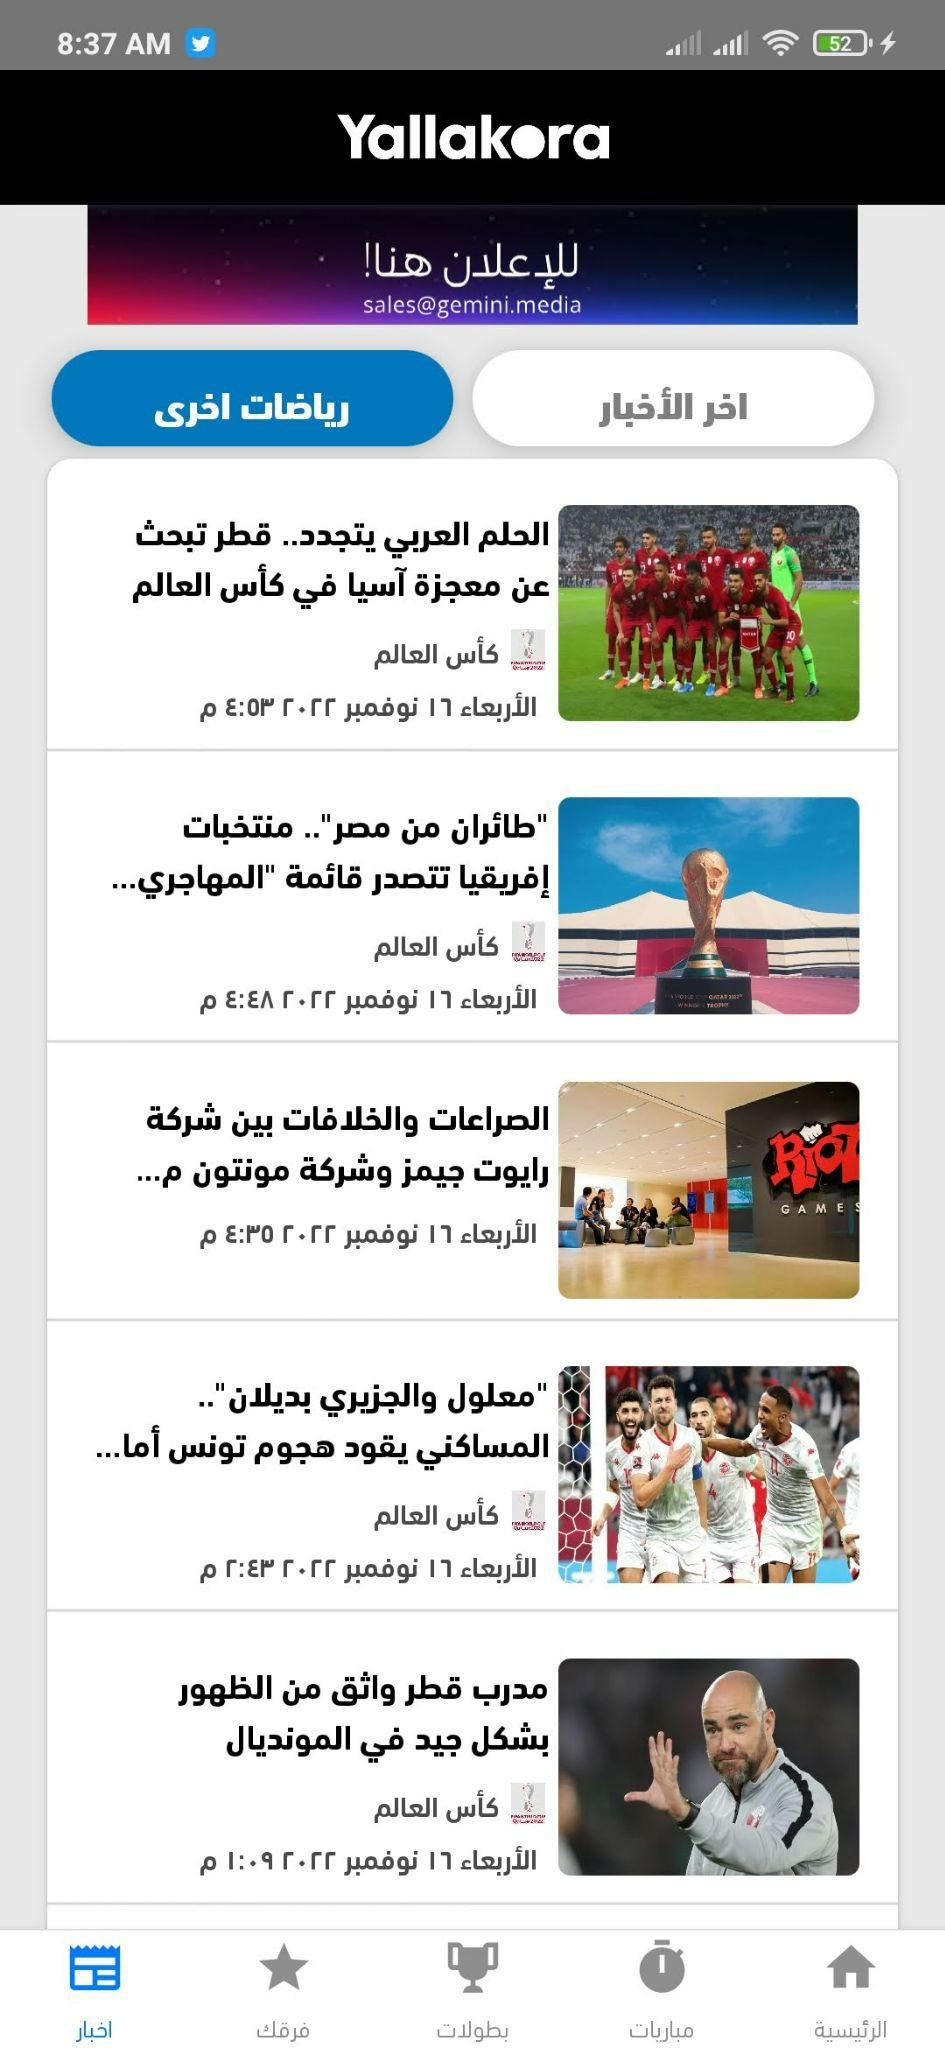 8:37 AM
52
Yallakora
للإعلان هنا!
sales@gemini.media
اخر الأخبار
رياضات اخرى
الحلم العربي يتجدد.. قطر تبحث
عن معجزة آسيا في كأس العالم
كأس العالم
الأربعاء ١٦ نوفمبر ٢٠٢٢ ٤:٥٣ م
"طائران من مصر".. منتخبات
إفريقيا تتصدر قائمة "المهاجري...
كأس العالم
الأربعاء ١٦ نوفمبر ٢٠٢٢ ٤:٤٨ م
WINNER'S TROPHY
الصراعات والخلافات بين شركة
رايوت جيمز وشركة مونتون م...
الأربعاء ١٦ نوفمبر ٢٠٢٢ ٤:٣٥ م
RIOT
GAMES
"معلول والجزيري بديلان"..
المساكني يقود هجوم تونس أما...
كأس العالم
الأربعاء ١٦ نوفمبر ٢٠٢٢ ٢:٤٣ م
مدرب قطر واثق من الظهور
بشكل جيد في المونديال
كأس العالم
الأربعاء ١٦ نوفمبر ٢٠٢٢ ١:٠٩ م
الرئيسية
مباريات
بطولات
فرقك
اخبار